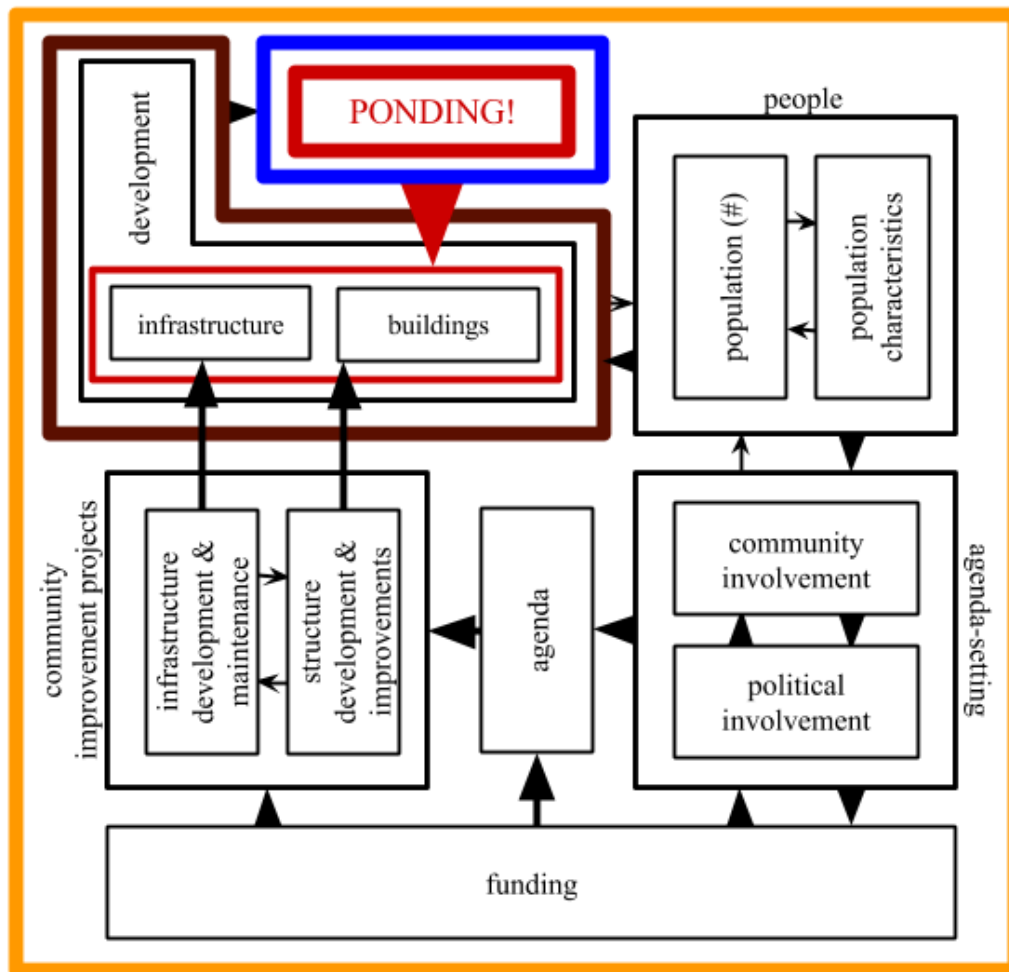 PONDING!
development
infrastructure
buildings
people
population (#)
population
characteristics
community
improvement projects
infrastructure
development &
maintenance
structure
development &
improvements
agenda
community
involvement
political
involvement
agenda-setting
funding